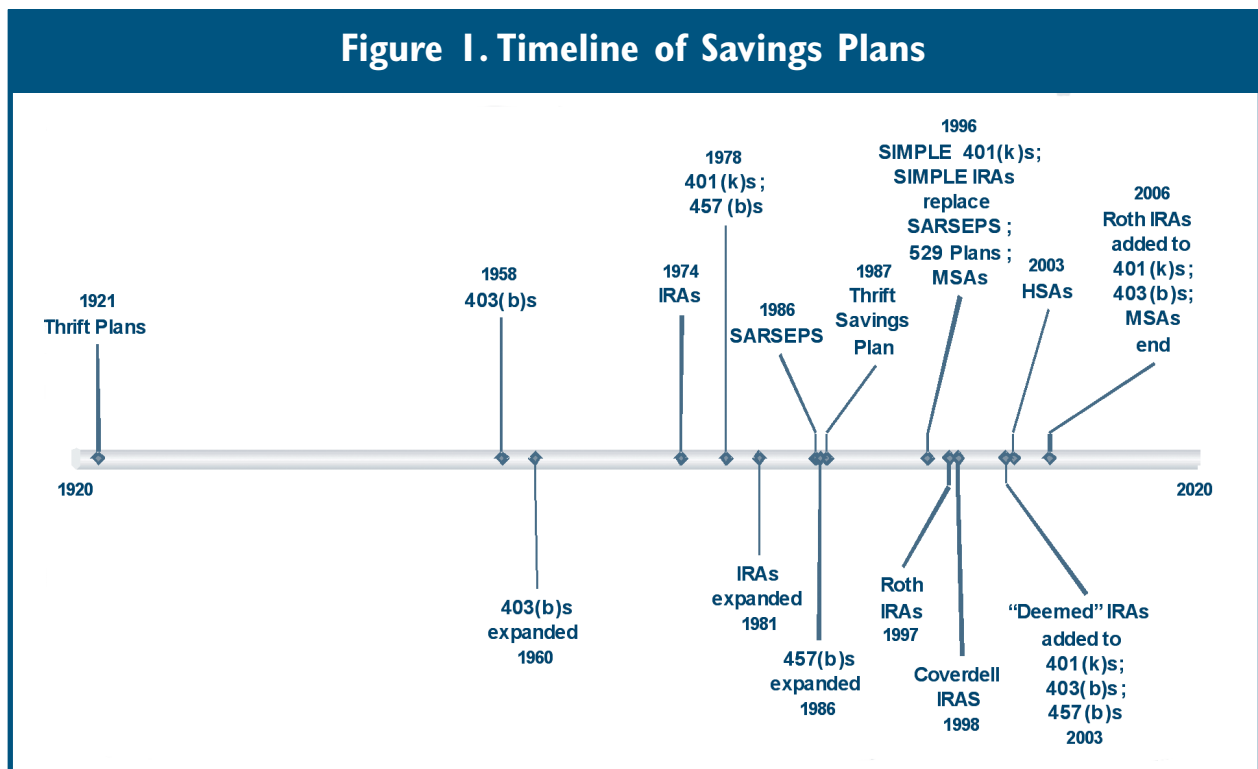 Figure 1. Timeline of Savings Plans
1921
Thrift Plans
1958
403(b)s
1974
IRAs
1978
401(k)s;
457(b)s
1986
SARSEPS
1987
Thrift
Savings
Plan
1996
SIMPLE 401(k)s;
SIMPLE IRAs
replace
SARSEPS;
529 Plans;
MSAs
2003
HSAs
2006
Roth IRAs
added to
401(k)s;
403(b)s;
MSAs
end
1920
2020
403(b)s
expanded
1960
IRAs
expanded
1981
457(b)s
expanded
1986
Roth
IRAs
1997
Coverdell
IRAS
1998
“Deemed” IRAs
added to
401(k)s;
403(b)s;
457(b)s
2003